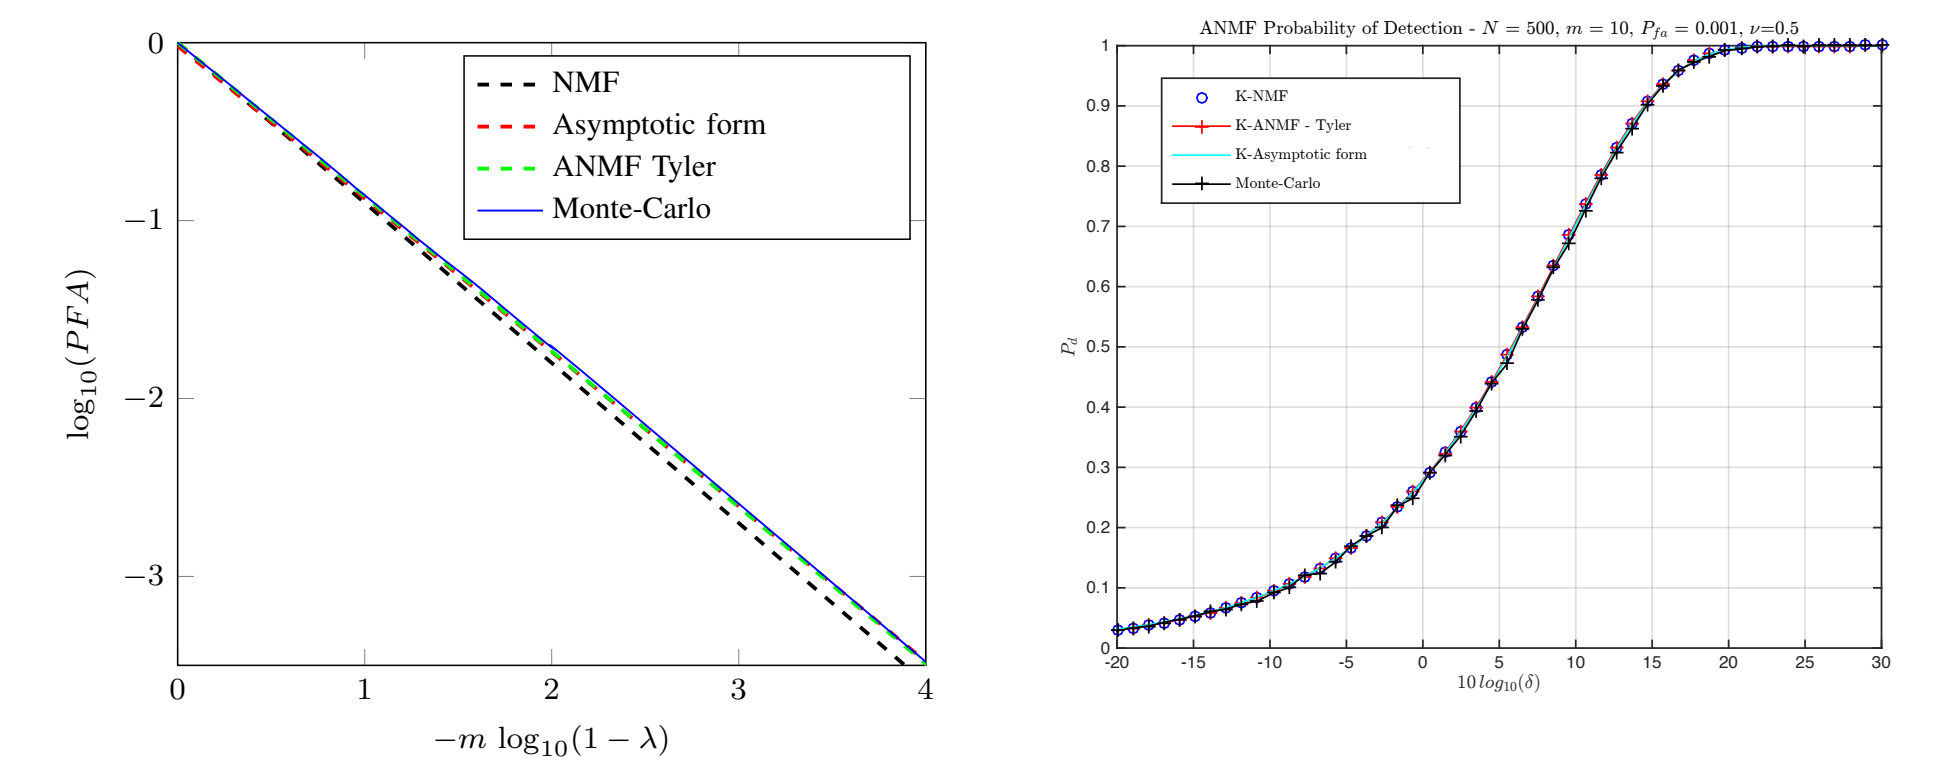 0
−1
−2
−3
log10(PFA)
0 1 2 3 4
−m log10(1 − λ)
NMF
Asymptotic form
ANMF Tyler
Monte-Carlo
ANMF Probability of Detection - N = 500, m = 10, Pfa = 0.001, ν=0.5
1
0.9
0.8
0.7
0.6
0.5
0.4
0.3
0.2
0.1
0
Pd
K-NMF
K-ANMF - Tyler
K-Asymptotic form
Monte-Carlo
-20 -15 -10 -5 0 5 10 15 20 25 30
10 log10(δ)